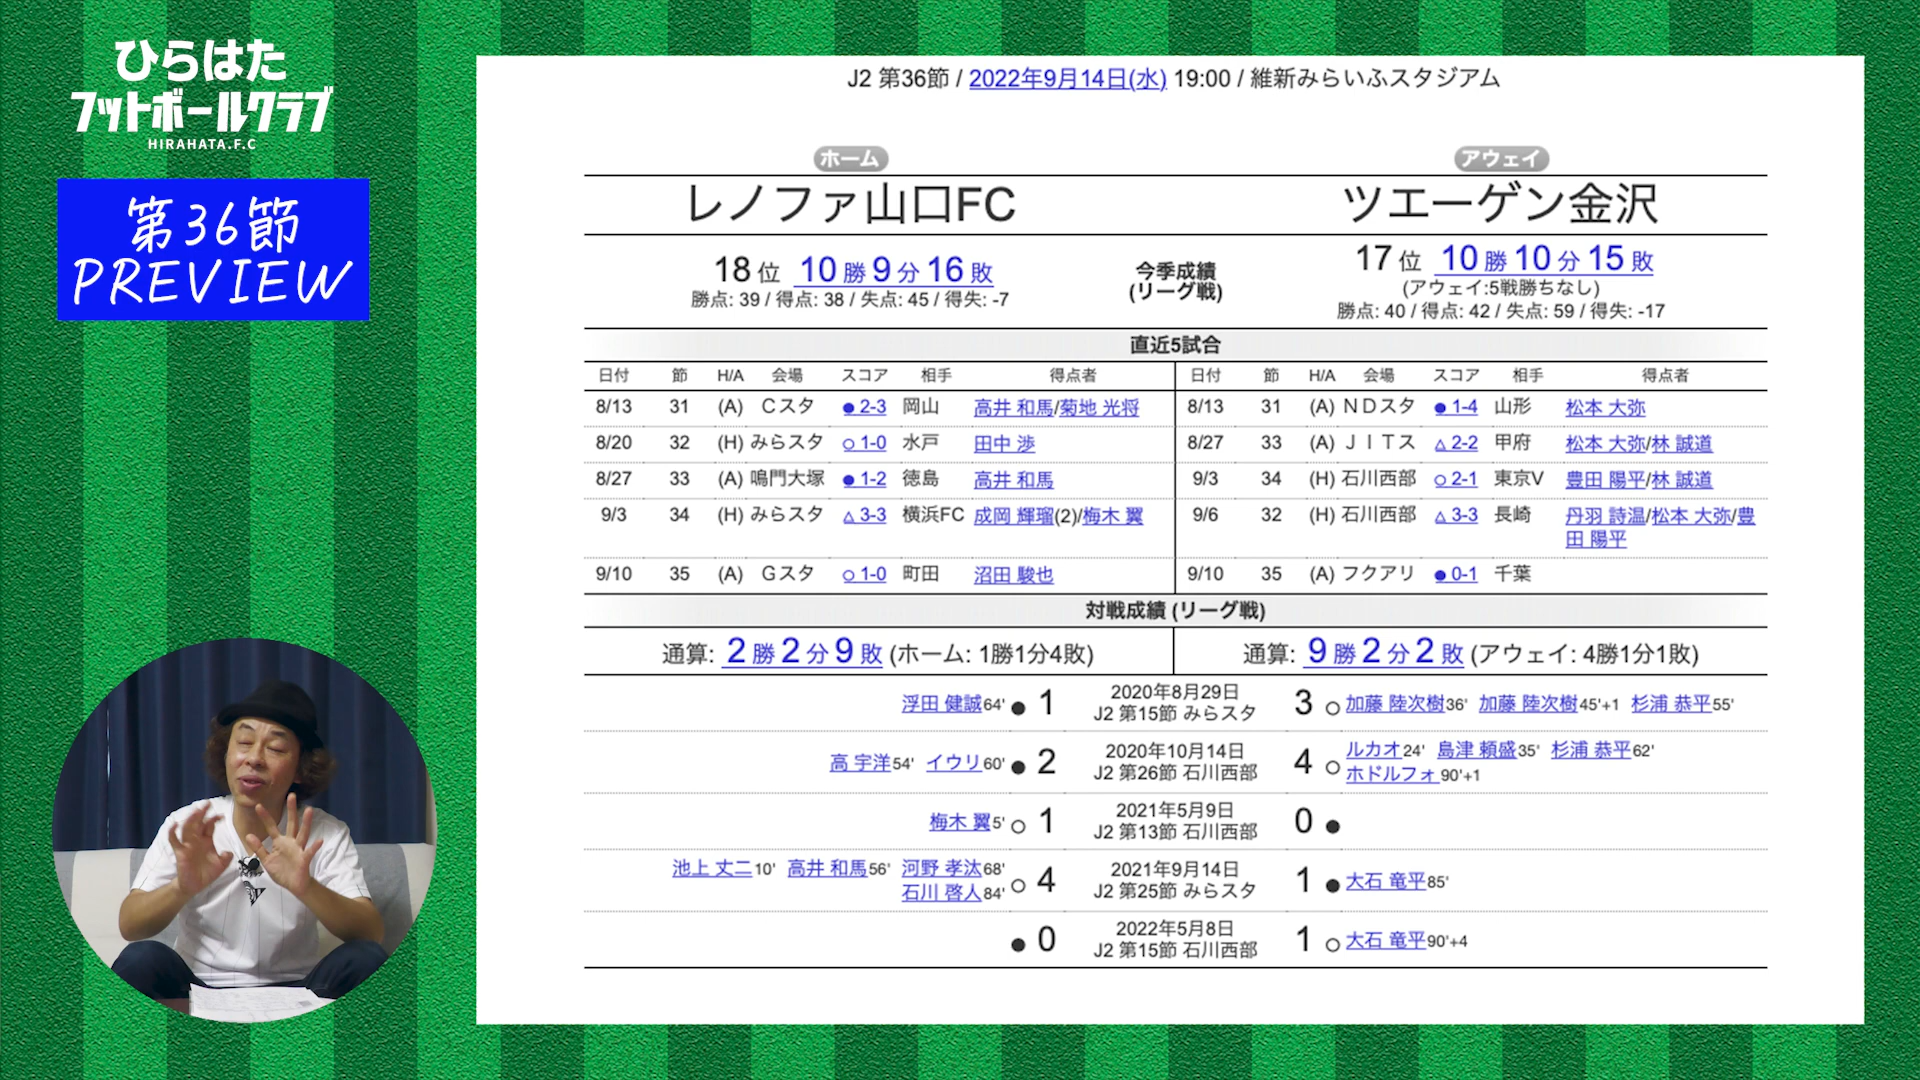 ひらはた
フットボールクラブ
HIRAHATA.F.C
第36節
PREVIEW
J2 第36節 / 2022年9月14日(水) 19:00 / 維新みらいふスタジアム
ホーム アウェイ
レノファ山口FC ツエーゲン金沢
18位 10勝9分16敗 今季成績 (リーグ戦) 17位 10勝10分15敗
(アウェイ:5戦勝ちなし)
勝点: 39 / 得点: 38 / 失点: 45 / 得失: -7 勝点: 40 / 得点: 42 / 失点: 59 / 得失: -17
直近5試合
日付 節 H/A 会場 スコア 相手 得点者 日付 節 H/A 会場 スコア 相手 得点者
8/13 31 (A) Cスタ ●2-3 岡山 高井 和馬/菊地 光将 8/13 31 (A) NDスタ ●1-4 山形 松本 大弥
8/20 32 (H) みらスタ ○1-0 水戸 田中 渉 8/27 33 (A) JITス △2-2 甲府 松本 大弥/林 誠道
8/27 33 (A) 鳴門大塚 ●1-2 徳島 高井 和馬 9/3 34 (H) 石川西部 ○2-1 東京V 豊田 陽平/林 誠道
9/3 34 (H) みらスタ △3-3 横浜FC 成岡 輝瑠(2)/梅木 翼 9/6 32 (H) 石川西部 △3-3 長崎 丹羽 詩温/松本 大弥/豊
田 陽平
9/10 35 (A) Gスタ ○1-0 町田 沼田 駿也 9/10 35 (A) フクアリ ●0-1 千葉
対戦成績 (リーグ戦)
通算: 2勝2分9敗 (ホーム: 1勝1分4敗) 通算: 9勝2分2敗 (アウェイ: 4勝1分1敗)
浮田 健誠64' ● 1 2020年8月29日 3 ○ 加藤 陸次樹36' 加藤 陸次樹45'+1 杉浦 恭平55'
J2 第15節 みらスタ
高 宇洋54' イウリ60' ● 2 2020年10月14日 4 ○ ルカオ24' 島津 頼盛35' 杉浦 恭平62'
J2 第26節 石川西部 ホドルフォ90'+1
梅木 翼5' ○ 1 2021年5月9日 0 ●
J2 第13節 石川西部
池上 丈二10' 高井 和馬56' 河野 孝汰68' ○ 4 2021年9月14日 1 ● 大石 竜平85'
石川 啓人84' J2 第25節 みらスタ
● 0 2022年5月8日 1 ○ 大石 竜平90'+4
J2 第15節 石川西部